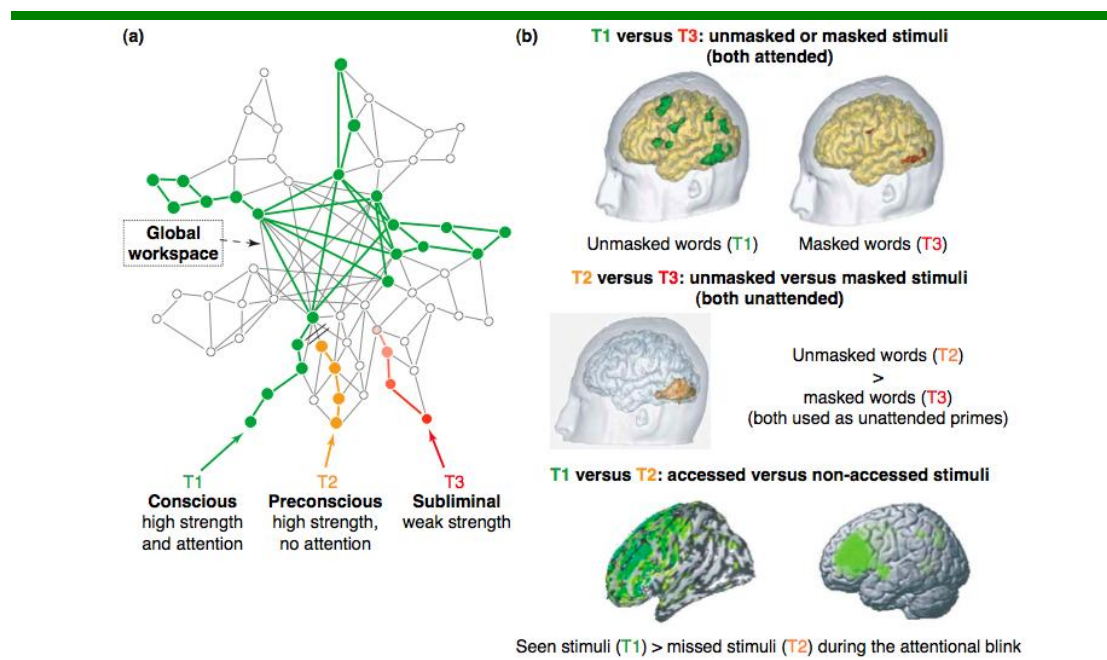 (a)
Global
workspace
T1
Conscious
high strength
and attention
T2
Preconscious
high strength,
no attention
T3
Subliminal
weak strength
(b)
T1 versus T3: unmasked or masked stimuli
(both attended)
Unmasked words (T1)
Masked words (T3)
T2 versus T3: unmasked versus masked stimuli
(both unattended)
Unmasked words (T2)
>
masked words (T3)
(both used as unattended primes)
T1 versus T2: accessed versus non-accessed stimuli
Seen stimuli (T1) > missed stimuli (T2) during the attentional blink